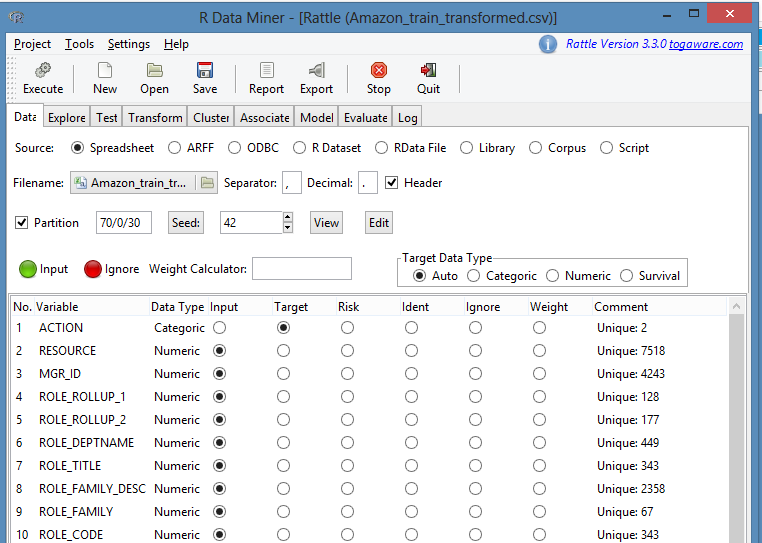 R Data Miner - [Rattle (Amazon_train_transformed.csv)]
Project Tools Settings Help Rattle Version 3.3.0 togaware.com
Execute New Open Save Report Export Stop Quit
Data Explore Test Transform Cluster Associate Model Evaluate Log
Source: Spreadsheet ARFF ODBC R Dataset RData File Library Corpus Script
Filename: Amazon_train_tr... Separator: , Decimal: . Header
Partition 70/0/30 Seed: 42 View Edit
Input Ignore Weight Calculator: Target Data Type
Auto Categoric Numeric Survival
No. Variable Data Type Input Target Risk Ident Ignore Weight Comment
1 ACTION Categoric Unique: 2
2 RESOURCE Numeric Unique: 7518
3 MGR_ID Numeric Unique: 4243
4 ROLE_ROLLUP_1 Numeric Unique: 128
5 ROLE_ROLLUP_2 Numeric Unique: 177
6 ROLE_DEPTNAME Numeric Unique: 449
7 ROLE_TITLE Numeric Unique: 343
8 ROLE_FAMILY_DESC Numeric Unique: 2358
9 ROLE_FAMILY Numeric Unique: 67
10 ROLE_CODE Numeric Unique: 343